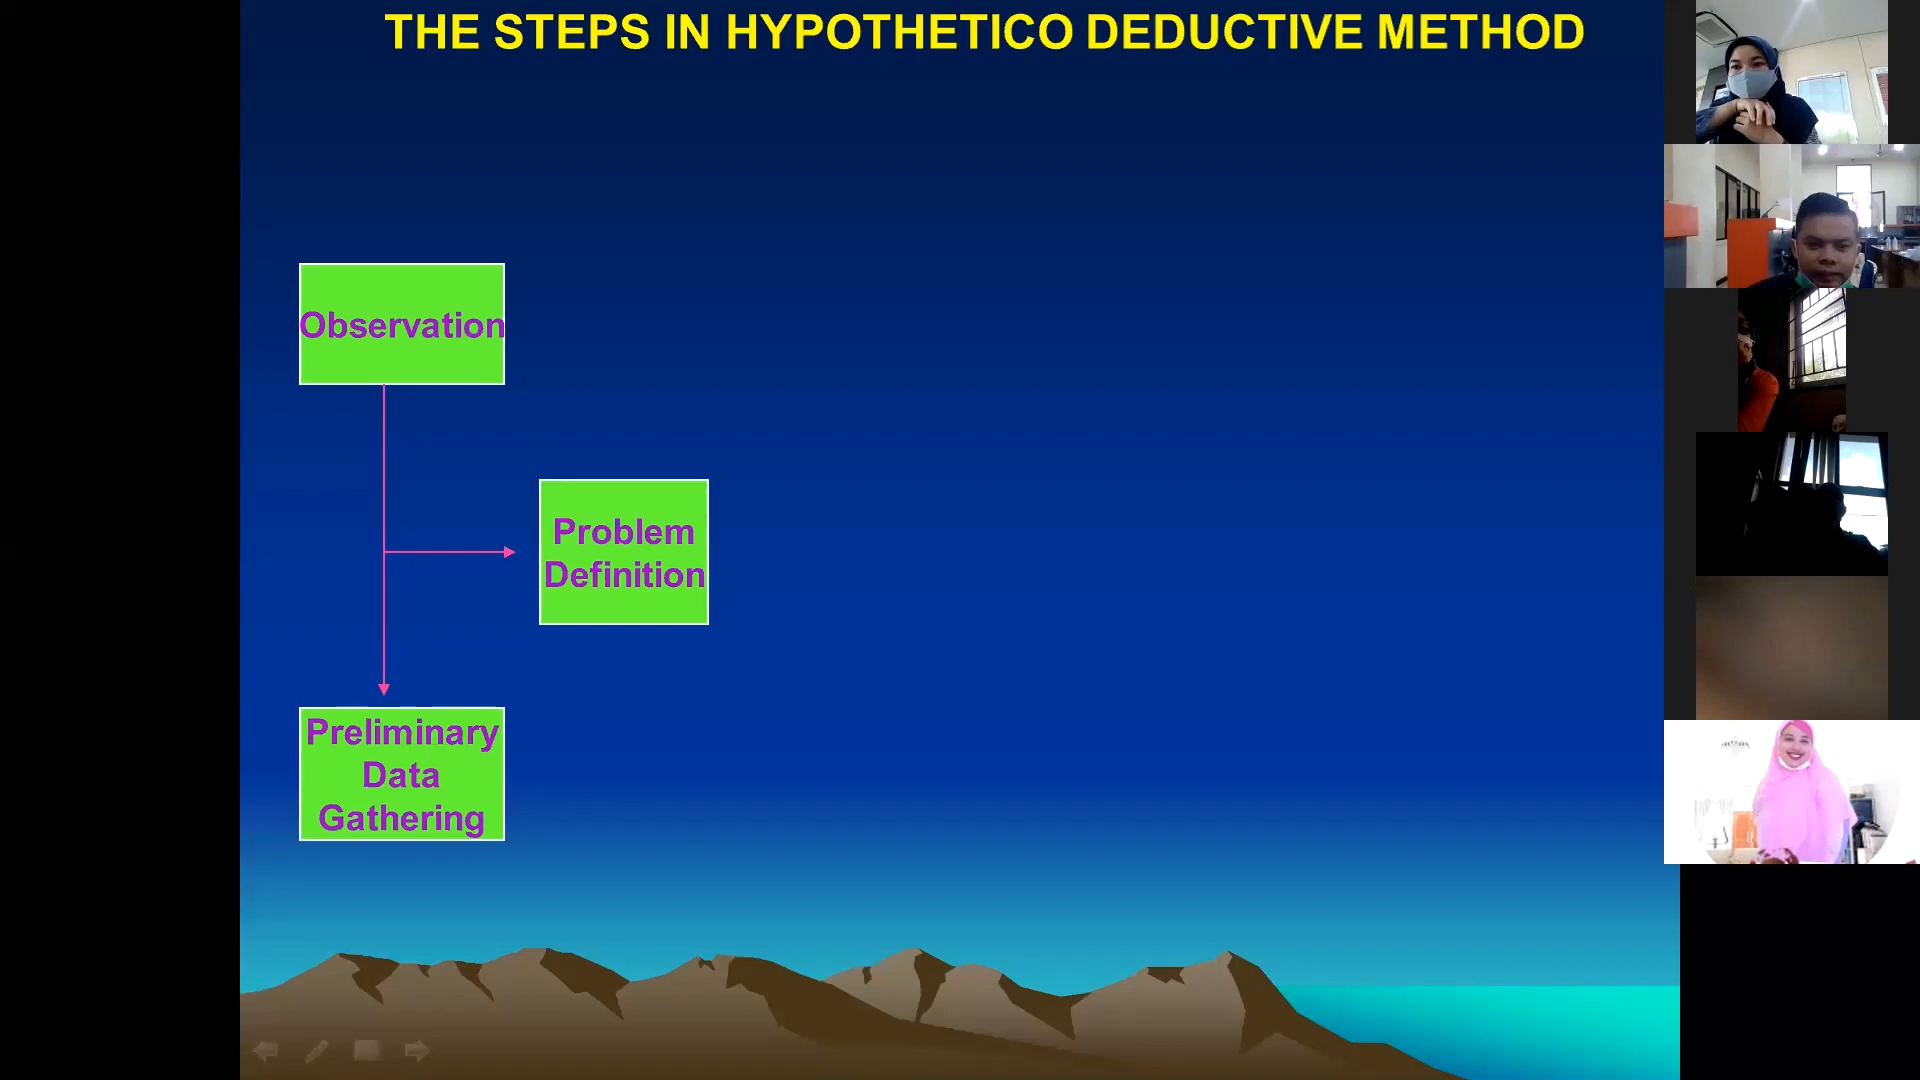 THE STEPS IN HYPOTHETICO DEDUCTIVE METHOD
Observation
Problem
Definition
Preliminary
Data
Gathering